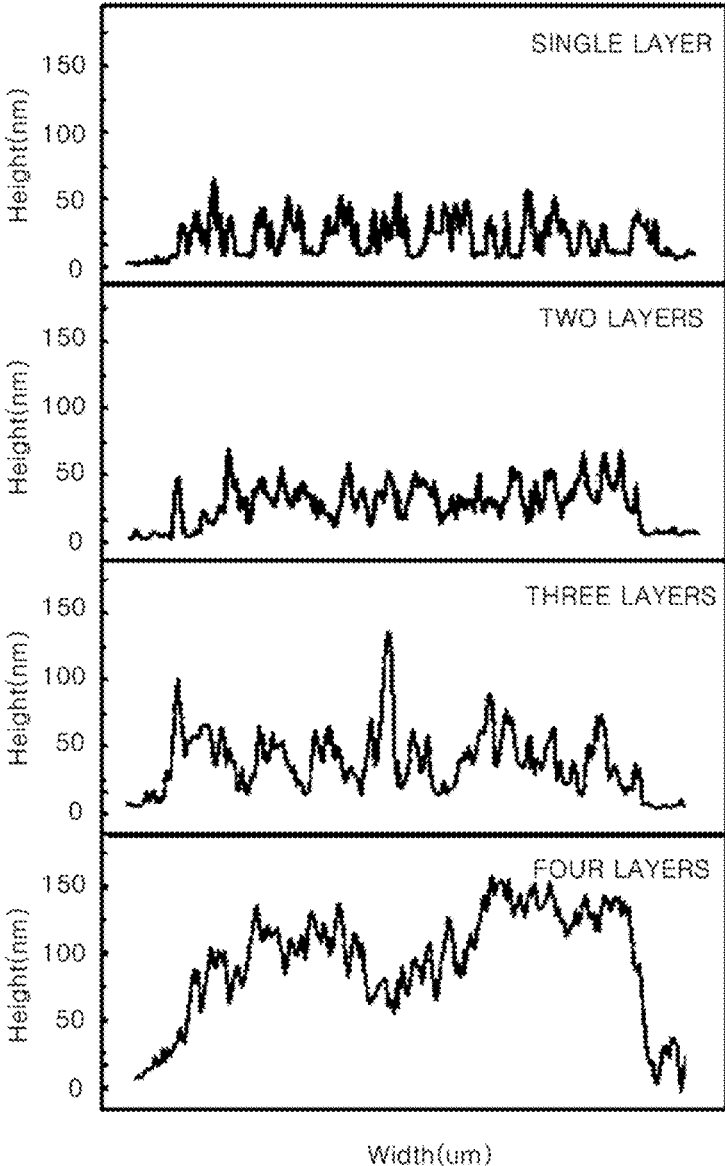 SINGLE LAYER
150
100
50
0
Height(nm)
TWO LAYERS
150
100
50
0
Height(nm)
THREE LAYERS
150
100
50
0
Height(nm)
FOUR LAYERS
150
100
50
0
Height(nm)
Width(um)